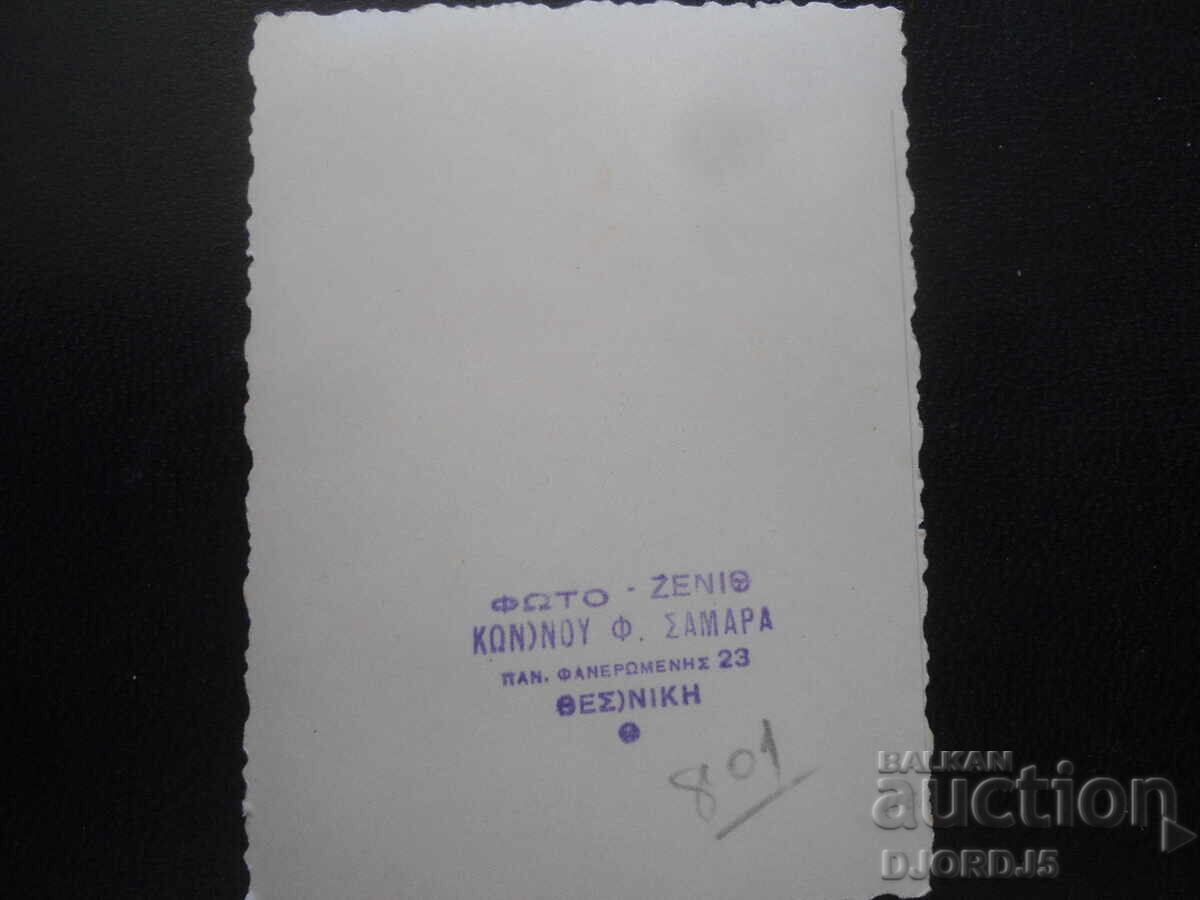 ΦΩΤΟ - ΖΕΝΙΘ
ΚΩΝ)ΝΟΥ Φ. ΣΑΜΑΡΑ
ΠΑΝ. ΦΑΝΕΡΩΜΕΝΗΣ 23
ΘΕΣ)ΝΙΚΗ
801
BALKAN
auction
DJORDJ5